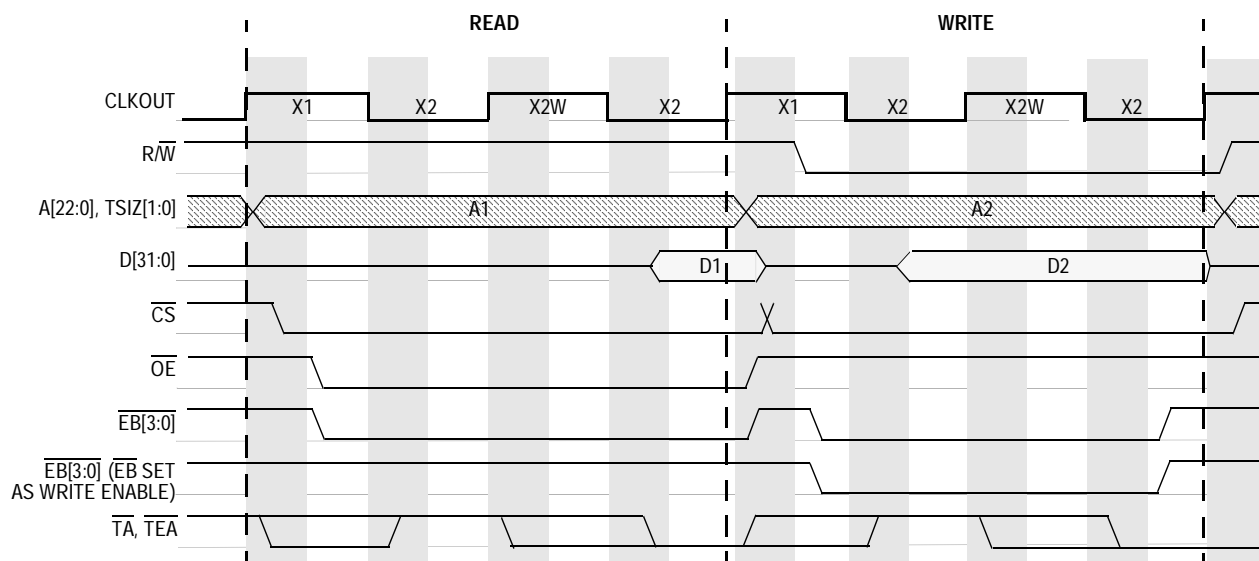 READ WRITE
CLKOUT X1 X2 X2W X2 X1 X2 X2W X2
R/W
A[22:0], TSIZ[1:0] A1 A2
D[31:0] D1 D2
CS
OE
EB[3:0]
EB[3:0] (EB SET
AS WRITE ENABLE)
TA, TEA